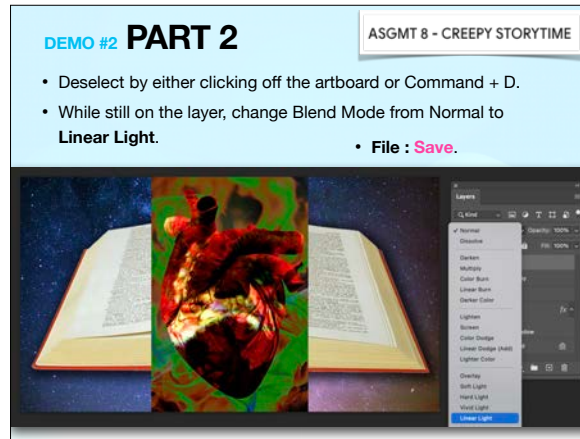 DEMO #2 PART 2
ASGMT 8 - CREEPY STORYTIME
• Deselect by either clicking off the artboard or Command + D.
• While still on the layer, change Blend Mode from Normal to
Linear Light.
• File : Save.
Layers
Kind
Normal
Opacity: 100%
Dissolve
Fill: 100%
Darken
Multiply
Color Burn
Linear Burn
Darker Color
fx
Lighten
Screen
Color Dodge
Linear Dodge (Add)
Lighter Color
Overlay
Soft Light
Hard Light
Vivid Light
Linear Light